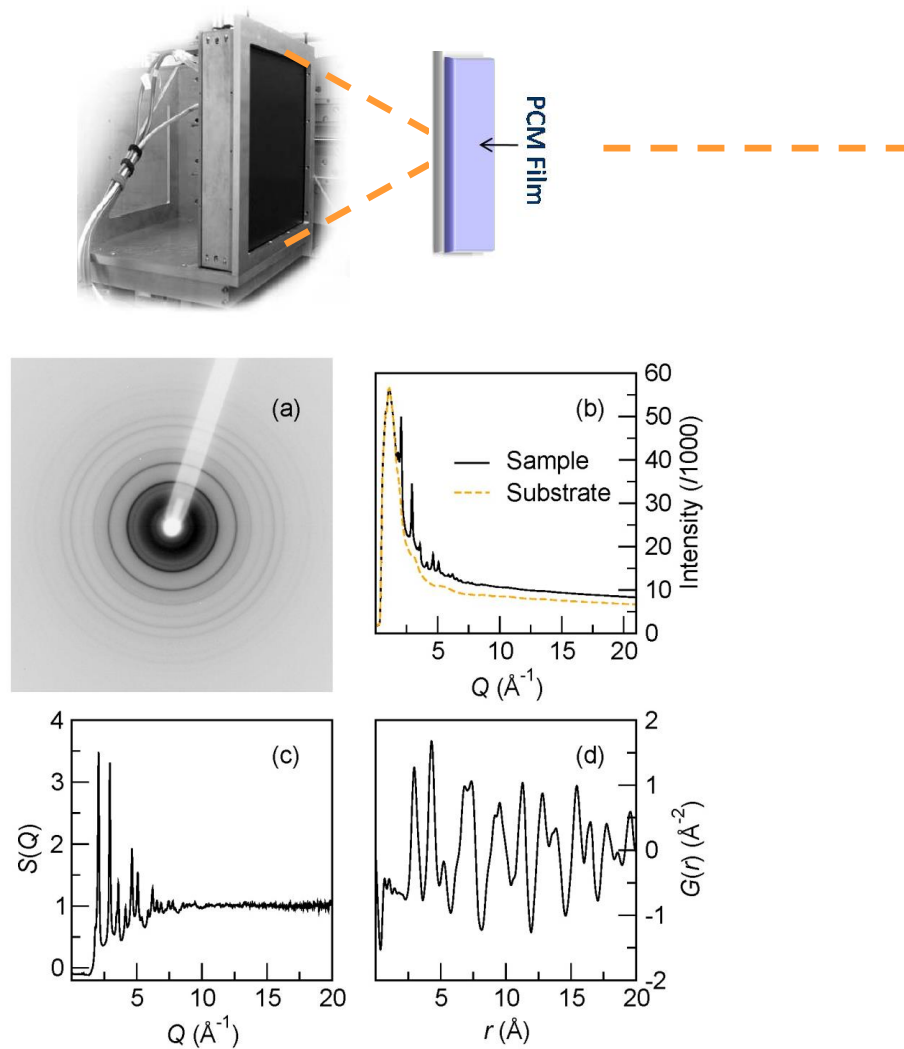 PCM Film
(a)
(b)
Sample
Substrate
60
50
40
30
20
10
0
Intensity (/1000)
5
10
15
20
Q (Å⁻¹)
(c)
4
3
2
1
0
S(Q)
5
10
15
20
Q (Å⁻¹)
(d)
2
1
0
-1
-2
G(r) (Å⁻²)
5
10
15
20
r (Å)